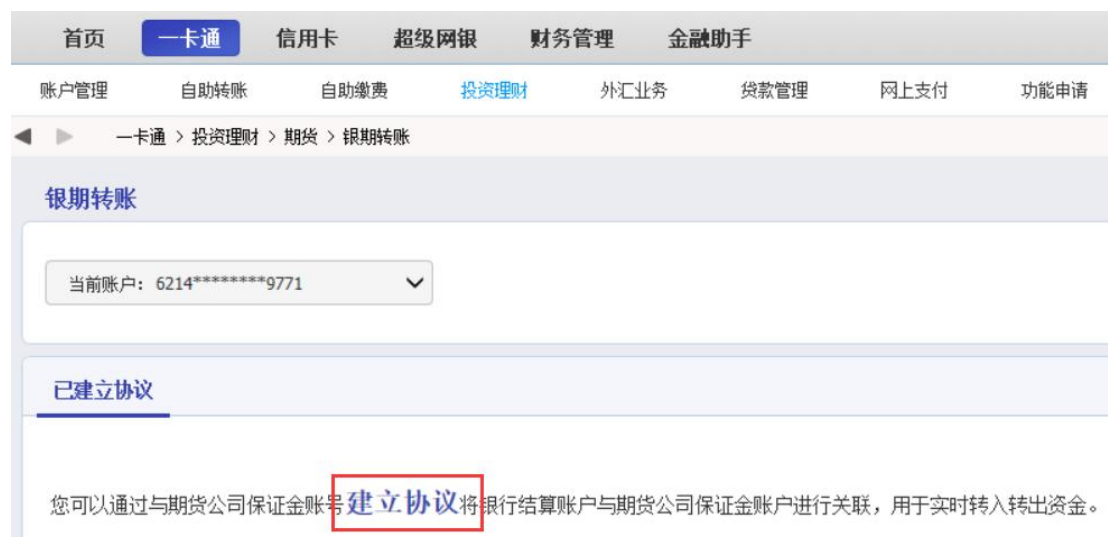 首页 一卡通 信用卡 超级网银 财务管理 金融助手
账户管理 自助转账 自助缴费 投资理财 外汇业务 贷款管理 网上支付 功能申请
一卡通 > 投资理财 > 期货 > 银期转账
银期转账
当前账户: 6214********9771
已建立协议
您可以通过与期货公司保证金账号建立协议将银行结算账户与期货公司保证金账户进行关联，用于实时转入转出资金。